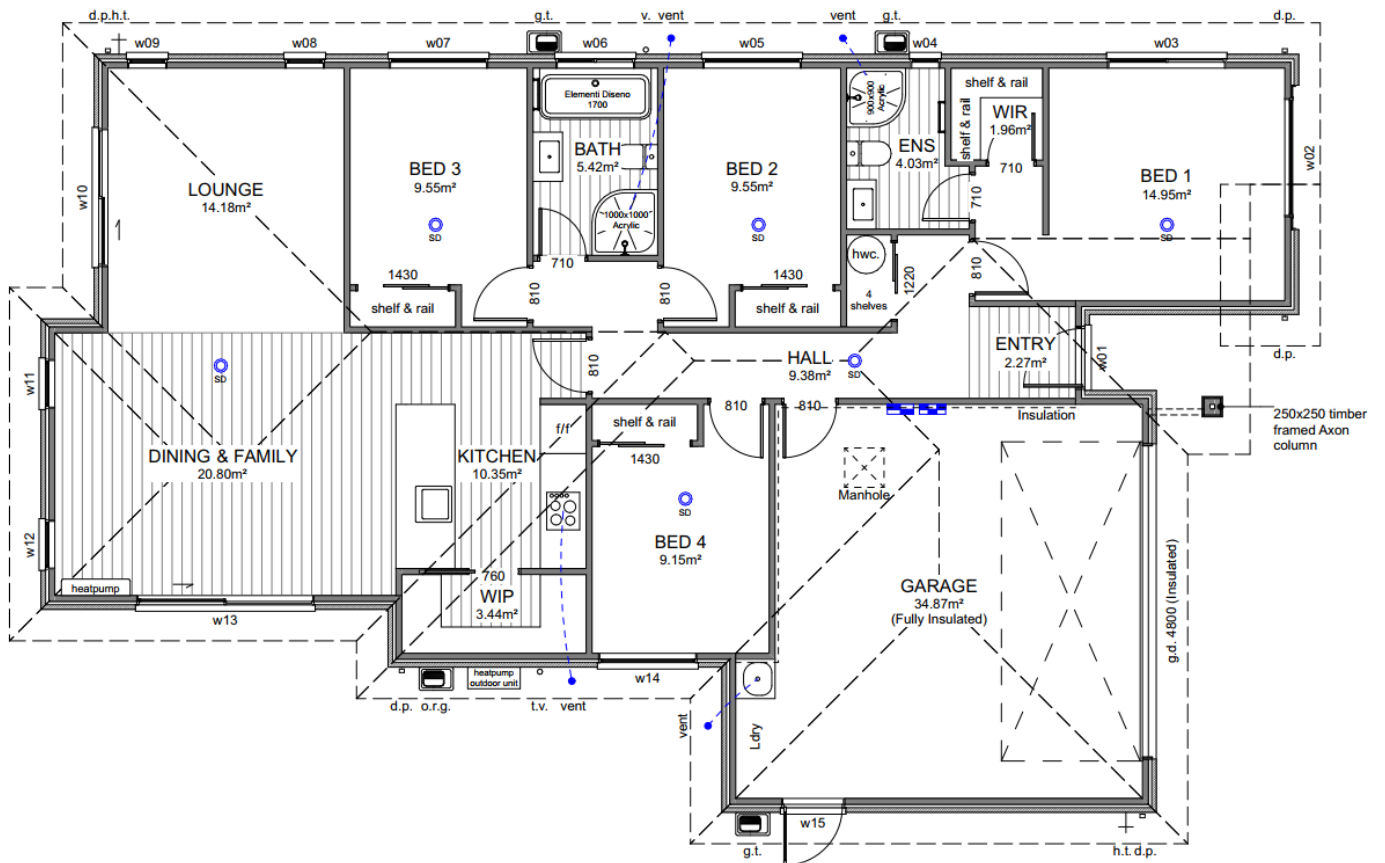 d.p.h.t.
g.t.
v. vent
vent
g.t.
d.p.
w09
w08
w07
w06
w05
w04
w03
Elementi Diseno
1700
900x900
Acrylic
shelf & rail
shelf & rail
WIR
1.96m²
710
w02
BATH
5.42m²
ENS
4.03m²
BED 3
9.55m²
BED 2
9.55m²
BED 1
14.95m²
LOUNGE
14.18m²
w10
SD
SD
SD
1000x1000
Acrylic
710
710
hwc.
4
shelves
1220
810
1430
shelf & rail
810
810
1430
shelf & rail
d.p.
ENTRY
2.27m²
w01
HALL
9.38m²
SD
SD
w11
810
810
810
Insulation
250x250 timber
framed Axon
column
shelf & rail
1430
f/f
DINING & FAMILY
20.80m²
KITCHEN
10.35m²
Manhole
SD
w12
BED 4
9.15m²
heatpump
760
WIP
3.44m²
GARAGE
34.87m²
(Fully Insulated)
g.d. 4800 (Insulated)
w13
heatpump
outdoor unit
w14
d.p. o.r.g.
t.v. vent
vent
Ldry
w15
g.t.
h.t. d.p.